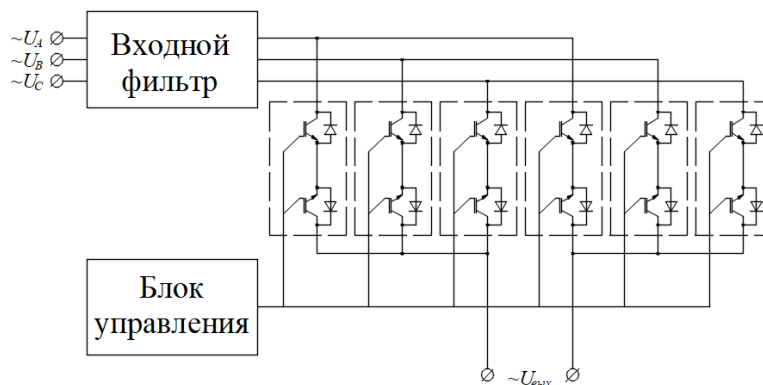 ~U_A
~U_B
~U_C
Входной
фильтр
Блок
управления
~U_вых